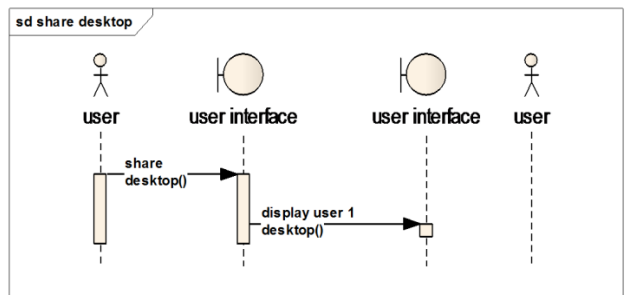 sd share desktop
user
user interface
user interface
user
share
desktop()
display user 1
desktop()